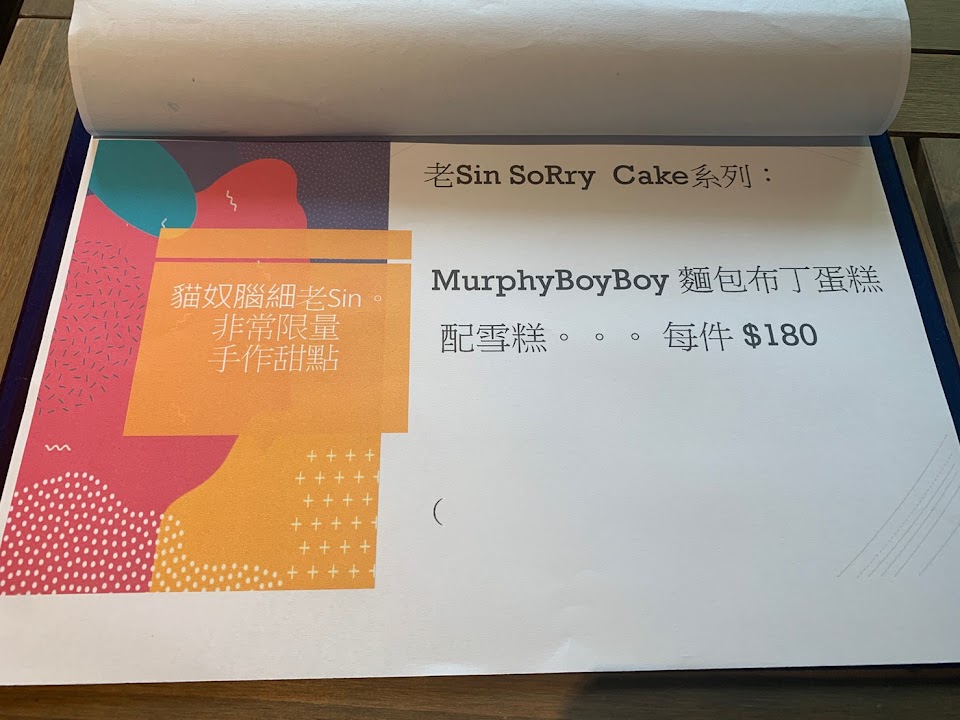 貓奴腦細老Sin。
非常限量
手作甜點
老Sin SoRry Cake系列：
MurphyBoyBoy 麵包布丁蛋糕
配雪糕。。。 每件 $180
（